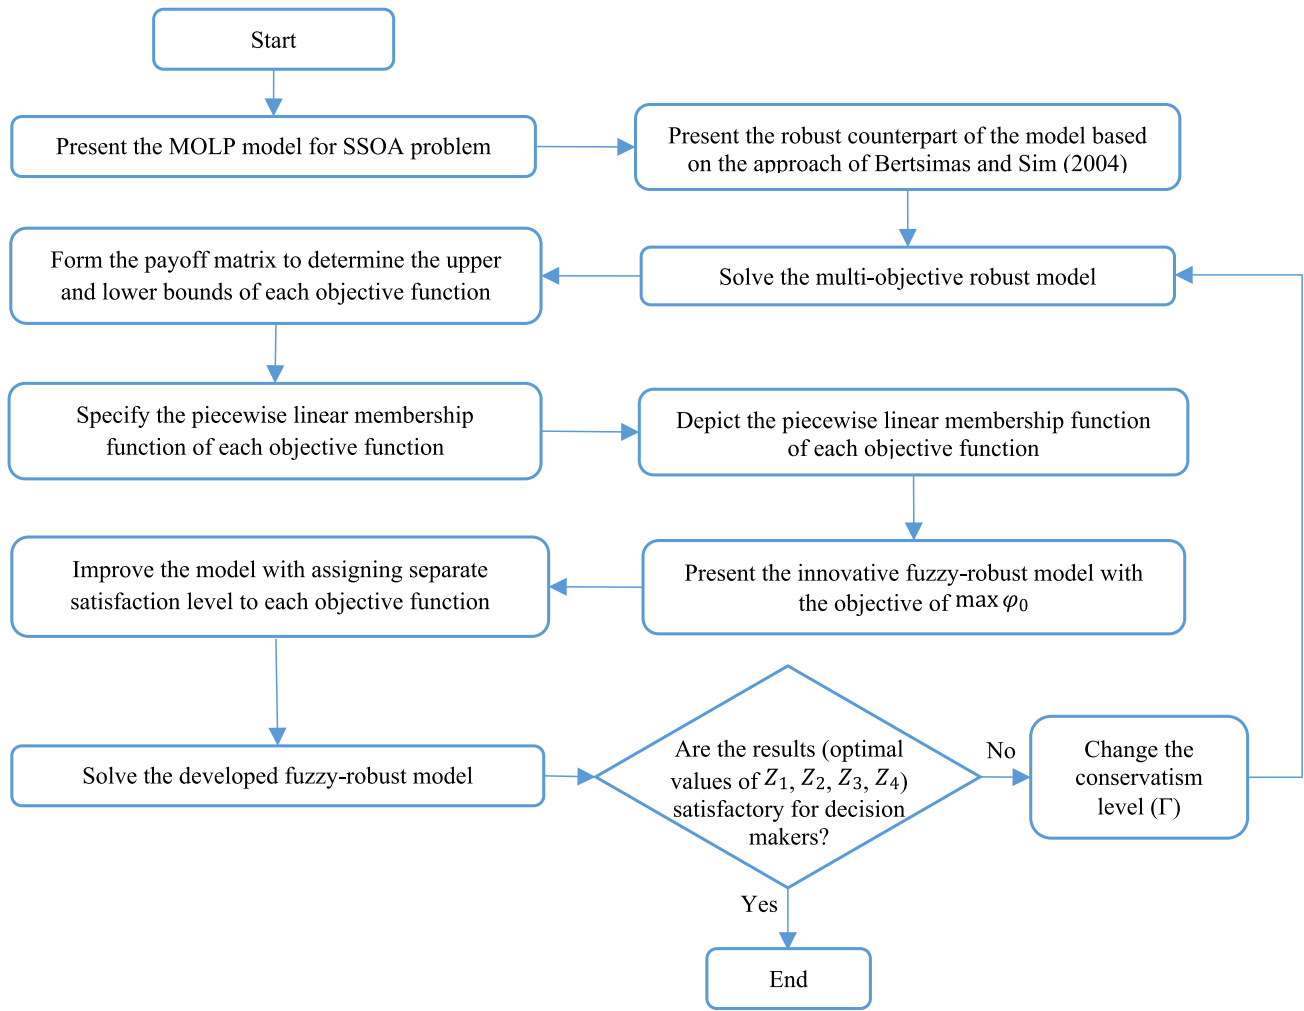 Start
Present the MOLP model for SSOA problem
Present the robust counterpart of the model based
on the approach of Bertsimas and Sim (2004)
Solve the multi-objective robust model
Form the payoff matrix to determine the upper
and lower bounds of each objective function
Specify the piecewise linear membership
function of each objective function
Depict the piecewise linear membership function
of each objective function
Present the innovative fuzzy-robust model with
the objective of max φ₀
Improve the model with assigning separate
satisfaction level to each objective function
Solve the developed fuzzy-robust model
Are the results (optimal
values of Z₁, Z₂, Z₃, Z₄)
satisfactory for decision
makers?
No
Change the
conservatism
level (Γ)
Yes
End